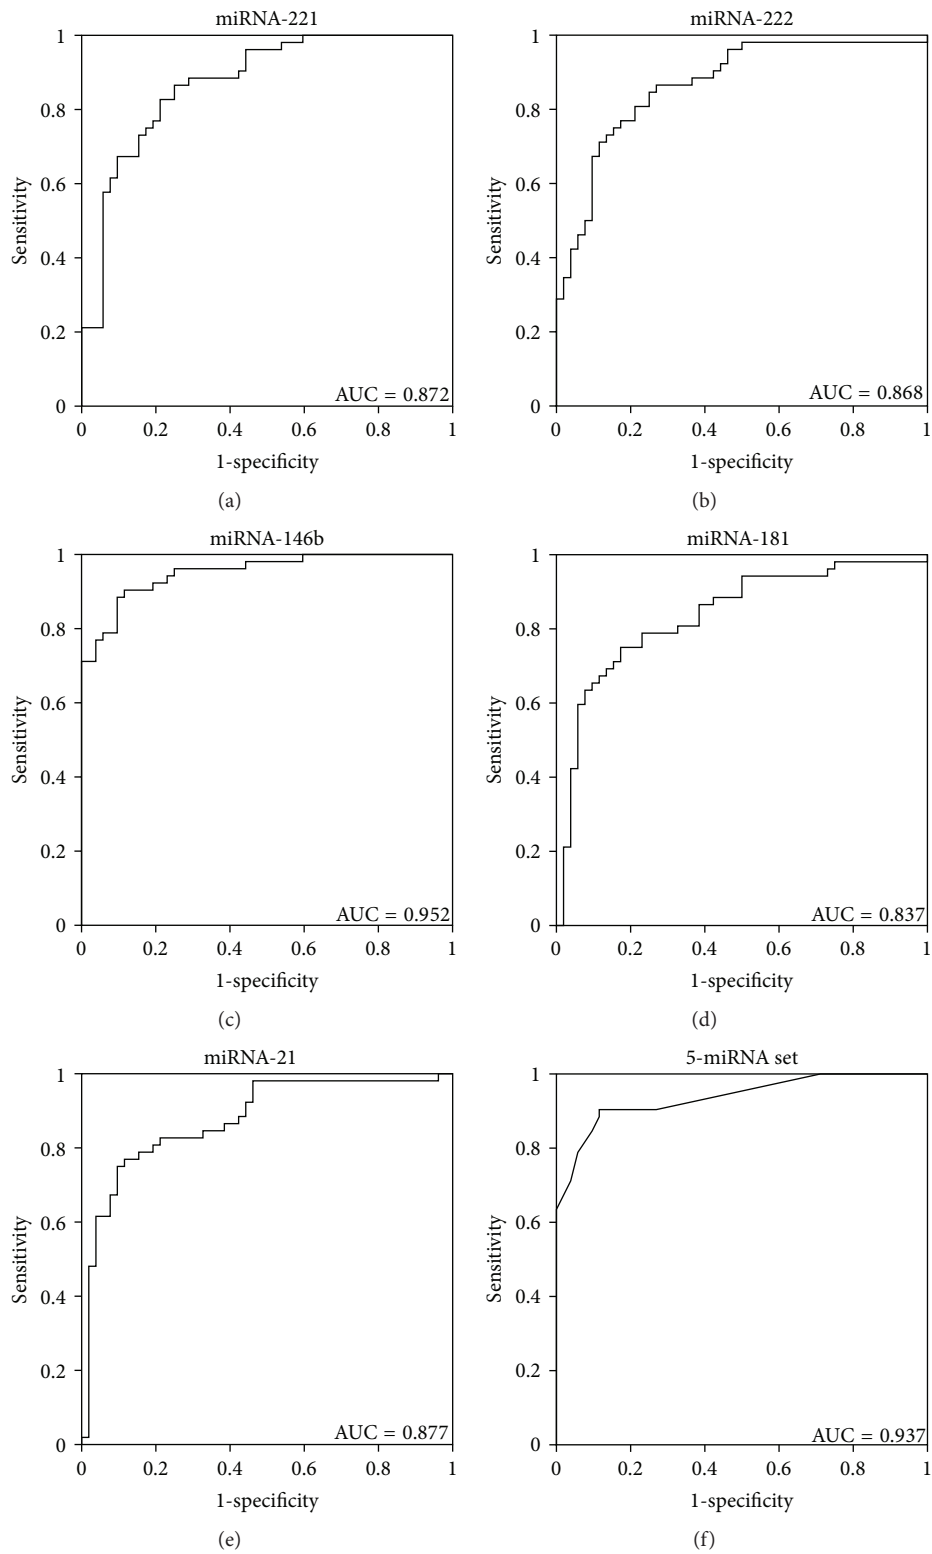 miRNA-221
1
0.8
0.6
0.4
0.2
0
Sensitivity
AUC = 0.872
0 0.2 0.4 0.6 0.8 1
1-specificity
(a)
miRNA-222
1
0.8
0.6
0.4
0.2
0
Sensitivity
AUC = 0.868
0 0.2 0.4 0.6 0.8 1
1-specificity
(b)
miRNA-146b
1
0.8
0.6
0.4
0.2
0
Sensitivity
AUC = 0.952
0 0.2 0.4 0.6 0.8 1
1-specificity
(c)
miRNA-181
1
0.8
0.6
0.4
0.2
0
Sensitivity
AUC = 0.837
0 0.2 0.4 0.6 0.8 1
1-specificity
(d)
miRNA-21
1
0.8
0.6
0.4
0.2
0
Sensitivity
AUC = 0.877
0 0.2 0.4 0.6 0.8 1
1-specificity
(e)
5-miRNA set
1
0.8
0.6
0.4
0.2
0
Sensitivity
AUC = 0.937
0 0.2 0.4 0.6 0.8 1
1-specificity
(f)